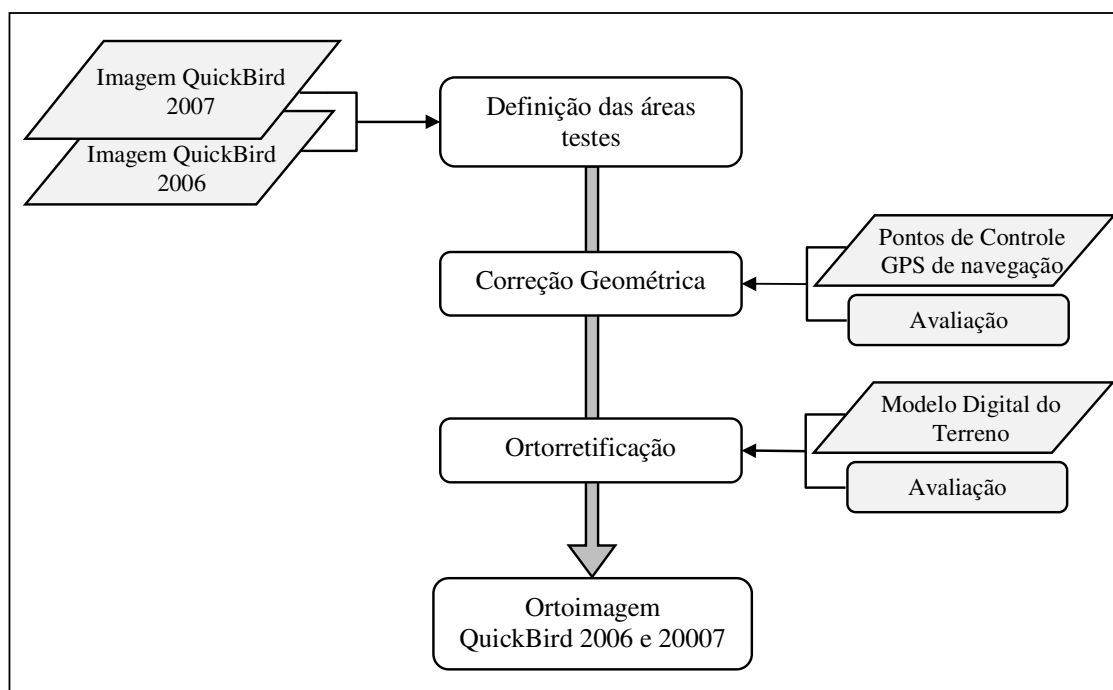 Imagem QuickBird
2007
Imagem QuickBird
2006
Definição das áreas
testes
Correção Geométrica
Pontos de Controle
GPS de navegação
Avaliação
Ortorretificação
Modelo Digital do
Terreno
Avaliação
Ortoimagem
QuickBird 2006 e 20007